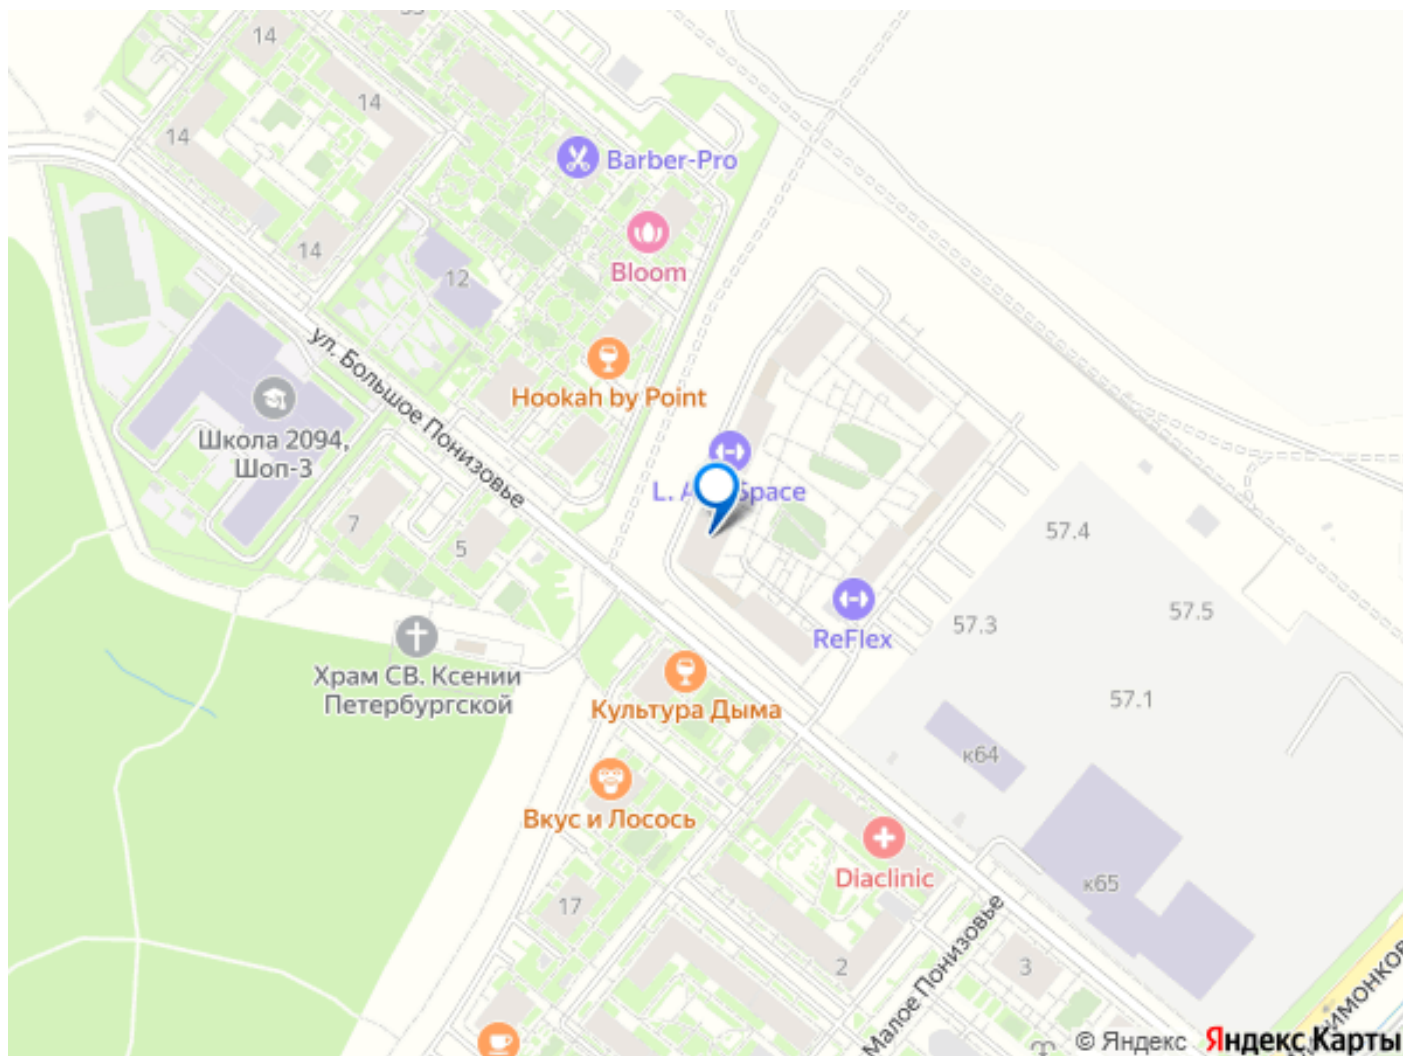 14
14
14
Barber-Pro
14
Bloom
12
ул. Большое Понизовье
Hookah by Point
Школа 2094,
Шоп-3
L. Space
7
5
57.4
57.5
57.3
ReFlex
Храм СВ. Ксении
Петербургской
57.1
Культура Дыма
к64
Вкус и Лосось
Diaclinic
к65
17
Малое Понизовье
2
3
© Яндекс Яндекс Карты